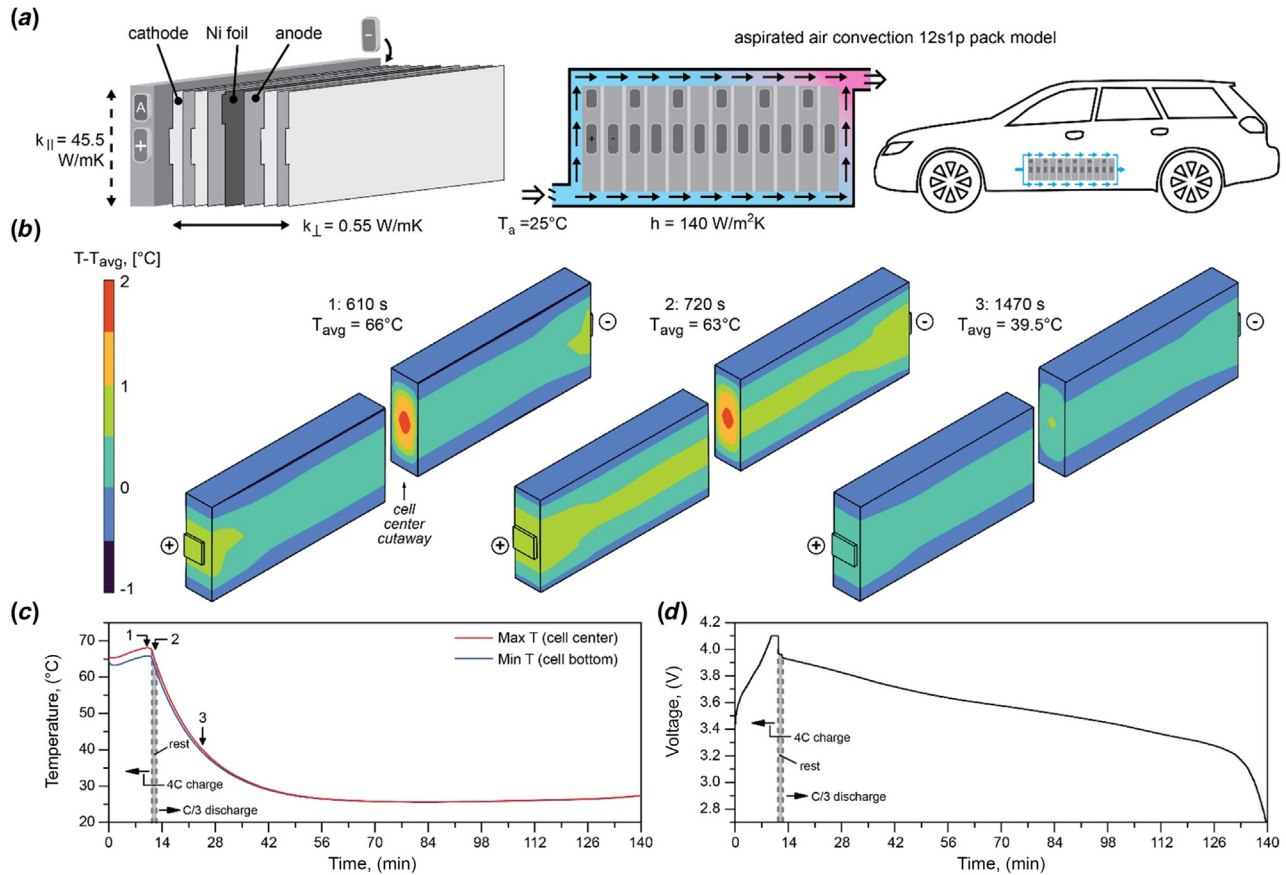 (a)
cathode
Ni foil
anode
-
A
+
k|| = 45.5
W/mK
k⊥ = 0.55 W/mK
aspirated air convection 12s1p pack model
+ -
Ta =25°C
h = 140 W/m²K
(b)
T-Tavg, [°C]
2
1
0
-1
1: 610 s
Tavg = 66°C
2: 720 s
Tavg = 63°C
3: 1470 s
Tavg = 39.5°C
-
-
-
cell
center
cutaway
+
+
+
(c)
Temperature, (°C)
70
60
50
40
30
20
1
2
3
Max T (cell center)
Min T (cell bottom)
rest
4C charge
C/3 discharge
0 14 28 42 56 70 84 98 112 126 140
Time, (min)
(d)
Voltage, (V)
4.2
4.0
3.8
3.6
3.4
3.2
3.0
2.8
4C charge
rest
C/3 discharge
0 14 28 42 56 70 84 98 112 126 140
Time, (min)